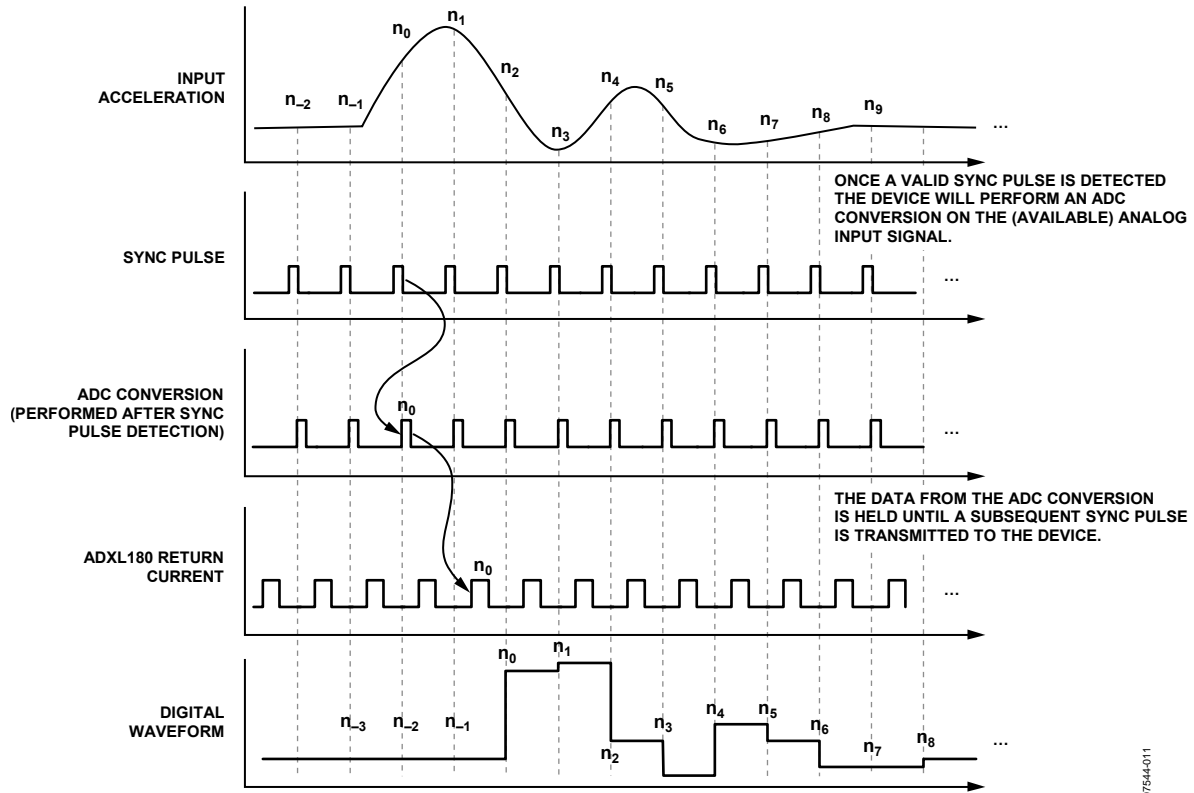 n₀
n₁
n₂
n₄
n₅
INPUT
ACCELERATION
n₋₂
n₋₁
n₃
n₆
n₇
n₈
n₉
...
ONCE A VALID SYNC PULSE IS DETECTED
THE DEVICE WILL PERFORM AN ADC
CONVERSION ON THE (AVAILABLE) ANALOG
INPUT SIGNAL.
SYNC PULSE
...
ADC CONVERSION
(PERFORMED AFTER SYNC
PULSE DETECTION)
n₀
...
THE DATA FROM THE ADC CONVERSION
IS HELD UNTIL A SUBSEQUENT SYNC PULSE
IS TRANSMITTED TO THE DEVICE.
ADXL180 RETURN
CURRENT
n₀
...
DIGITAL
WAVEFORM
n₋₃
n₋₂
n₋₁
n₀
n₁
n₂
n₃
n₄
n₅
n₆
n₇
n₈
...
7544-011